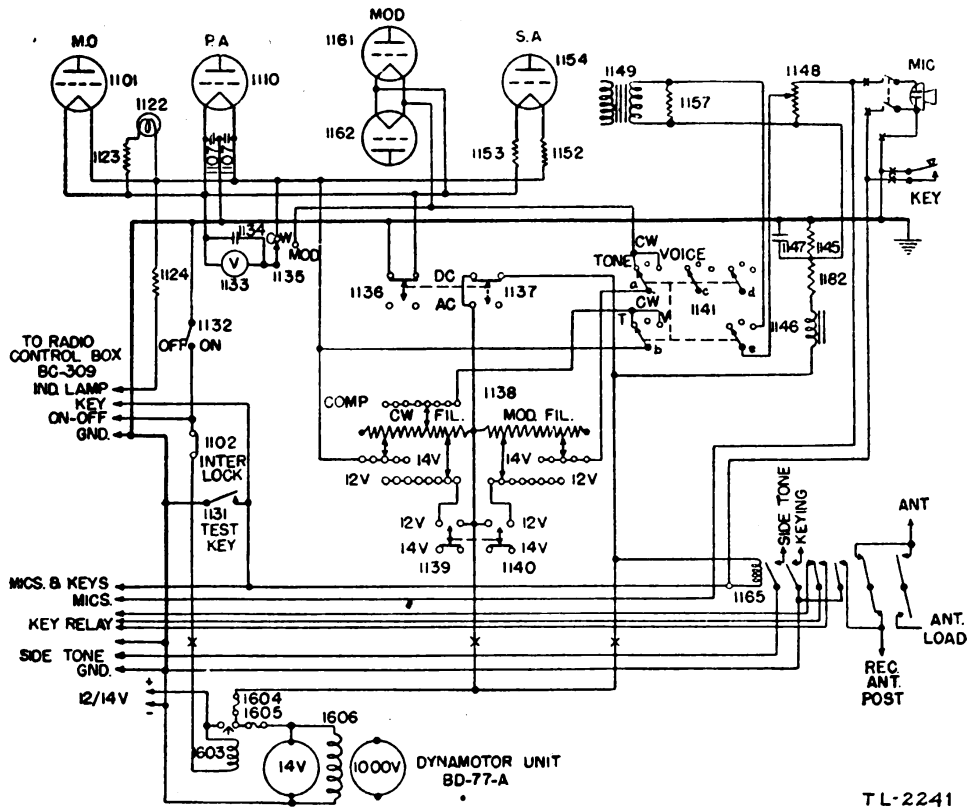 M.O
P.A
MOD
S.A
1101
1122
1123
1110
107
107
1161
1162
1154
1153
1152
1149
1157
1148
MIC
KEY
1134
V
1133
CW
1135
MOD
1124
1136
DC
AC
1137
CW
TONE
VOICE
a
c
d
1141
CW
T
V
b
e
1147
1145
1182
1146
1132
OFF
ON
TO RADIO
CONTROL BOX
BC-309
IND. LAMP
KEY
ON-OFF
GND.
1102
INTER
LOCK
1131
TEST
KEY
1138
COMP
CW FIL.
MOD. FIL.
14V
14V
12V
12V
12V
12V
14V
14V
1139
1140
SIDE TONE
KEYING
ANT
1165
ANT.
LOAD
REC.
ANT.
POST
MICS. & KEYS
MICS.
KEY RELAY
SIDE TONE
GND.
12/14V
+
-
1604
1605
1606
1603
14V
1000V
DYNAMOTOR UNIT
BD-77-A
TL-2241